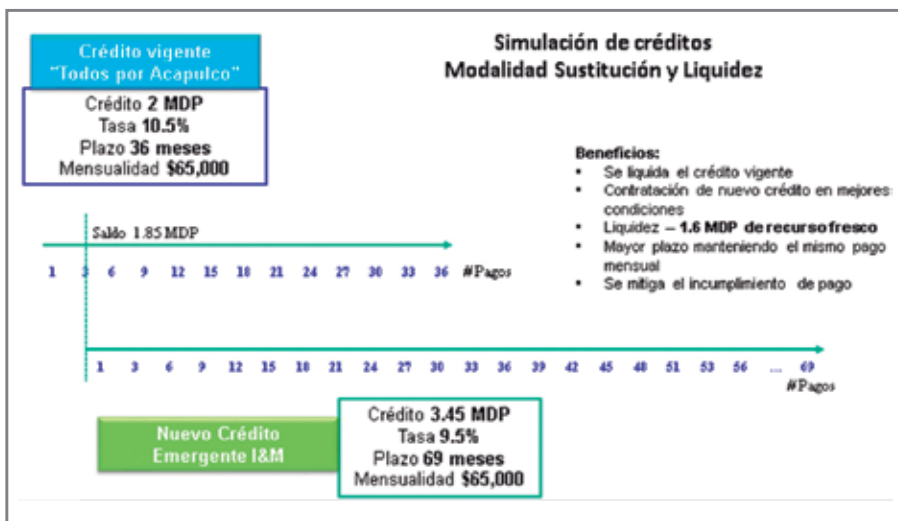 Crédito vigente
"Todos por Acapulco"
Crédito 2 MDP
Tasa 10.5%
Plazo 36 meses
Mensualidad $65,000
Simulación de créditos
Modalidad Sustitución y Liquidez
Beneficios:
• Se liquida el crédito vigente
• Contratación de nuevo crédito en mejores
condiciones
• Liquidez – 1.6 MDP de recurso fresco
• Mayor plazo manteniendo el mismo pago
mensual
• Se mitiga el incumplimiento de pago
Saldo 1.85 MDP
1 3 6 9 12 15 18 21 24 27 30 33 36 #Pagos
1 3 6 9 12 15 18 21 24 27 30 33 36 39 42 45 48 51 53 56 ... 69
#Pagos
Nuevo Crédito
Emergente I&M
Crédito 3.45 MDP
Tasa 9.5%
Plazo 69 meses
Mensualidad $65,000